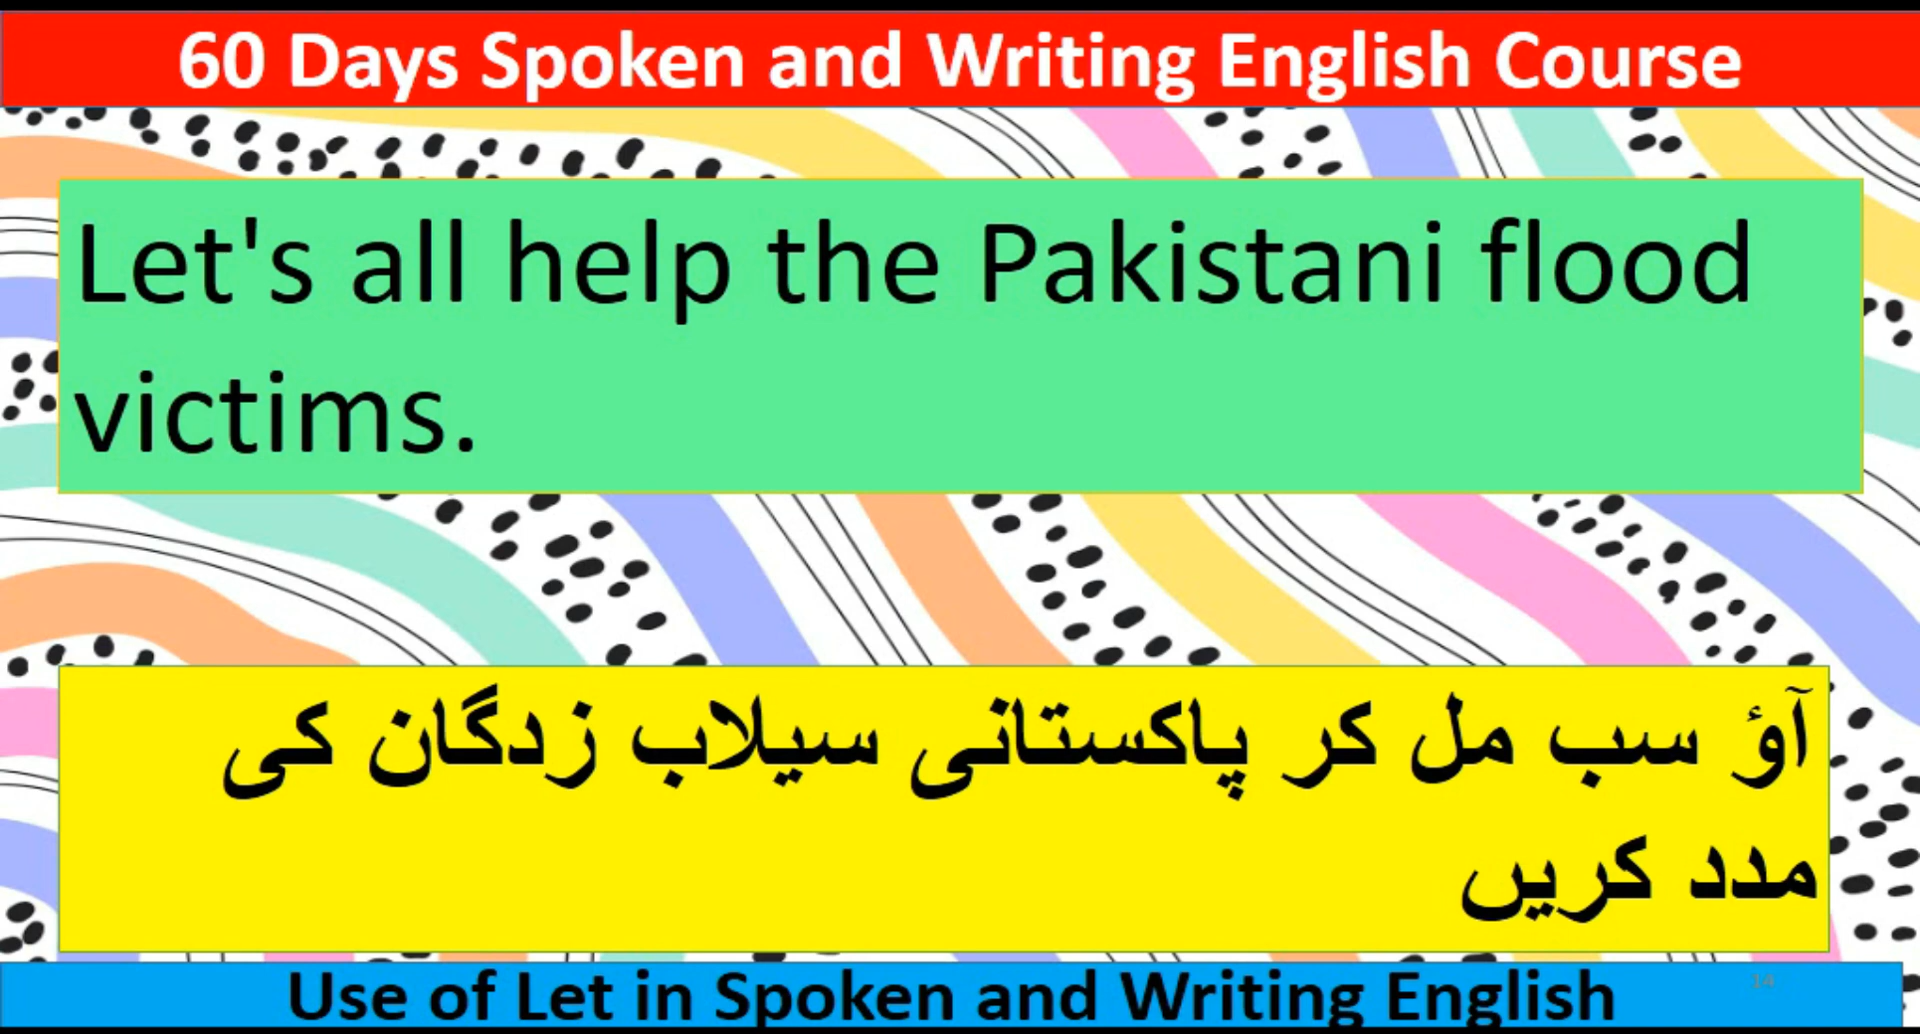 60 Days Spoken and Writing English Course
Let's all help the Pakistani flood
victims.
آؤ سب مل کر پاکستانی سیلاب زدگان کی
مدد کریں
14
Use of Let in Spoken and Writing English